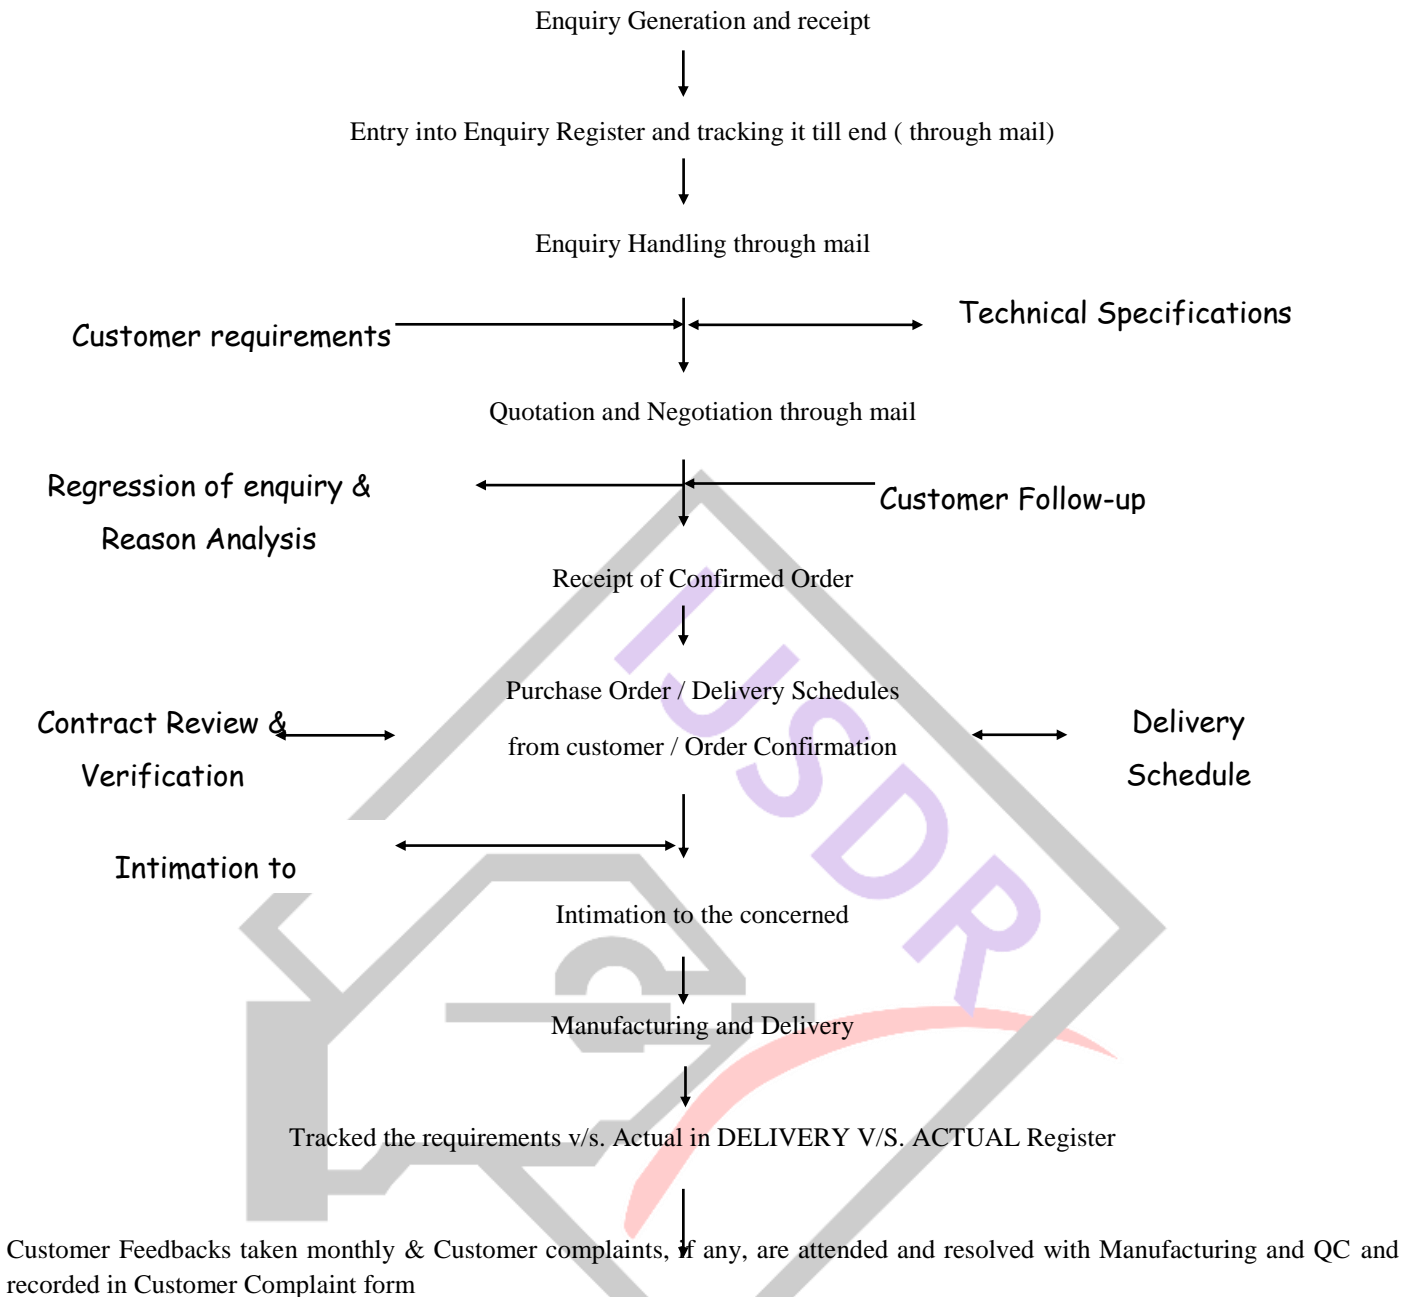 Enquiry Generation and receipt
Entry into Enquiry Register and tracking it till end ( through mail)
Enquiry Handling through mail
Customer requirements
Technical Specifications
Quotation and Negotiation through mail
Regression of enquiry &
Reason Analysis
Customer Follow-up
Receipt of Confirmed Order
Purchase Order / Delivery Schedules
from customer / Order Confirmation
Contract Review &
Verification
Delivery
Schedule
Intimation to
Intimation to the concerned
Manufacturing and Delivery
Tracked the requirements v/s. Actual in DELIVERY V/S. ACTUAL Register
Customer Feedbacks taken monthly & Customer complaints, if any, are attended and resolved with Manufacturing and QC and
recorded in Customer Complaint form
IJSDR